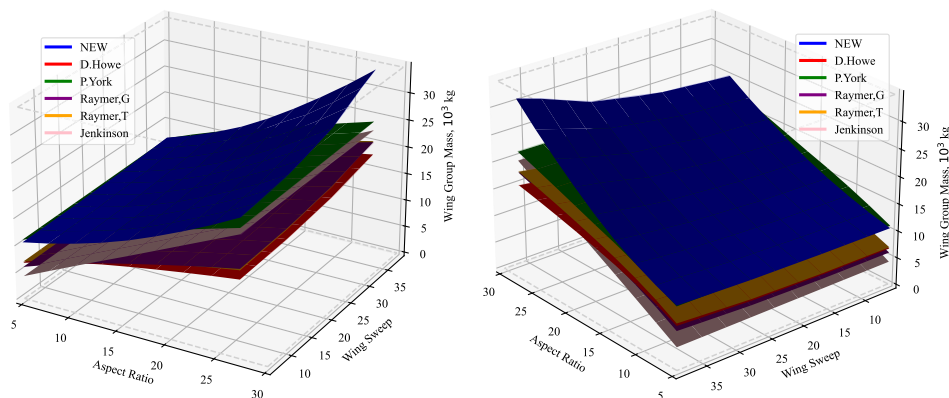 NEW
D.Howe
P.York
Raymer,G
Raymer,T
Jenkinson
30
25
20
15
10
5
0
Wing Group Mass, 10³ kg
35
30
25
20
15
10
Wing Sweep
5
10
15
20
25
30
Aspect Ratio
NEW
D.Howe
P.York
Raymer,G
Raymer,T
Jenkinson
30
25
20
15
10
5
0
Wing Group Mass, 10³ kg
30
25
20
15
10
5
Aspect Ratio
35
30
25
20
15
10
Wing Sweep